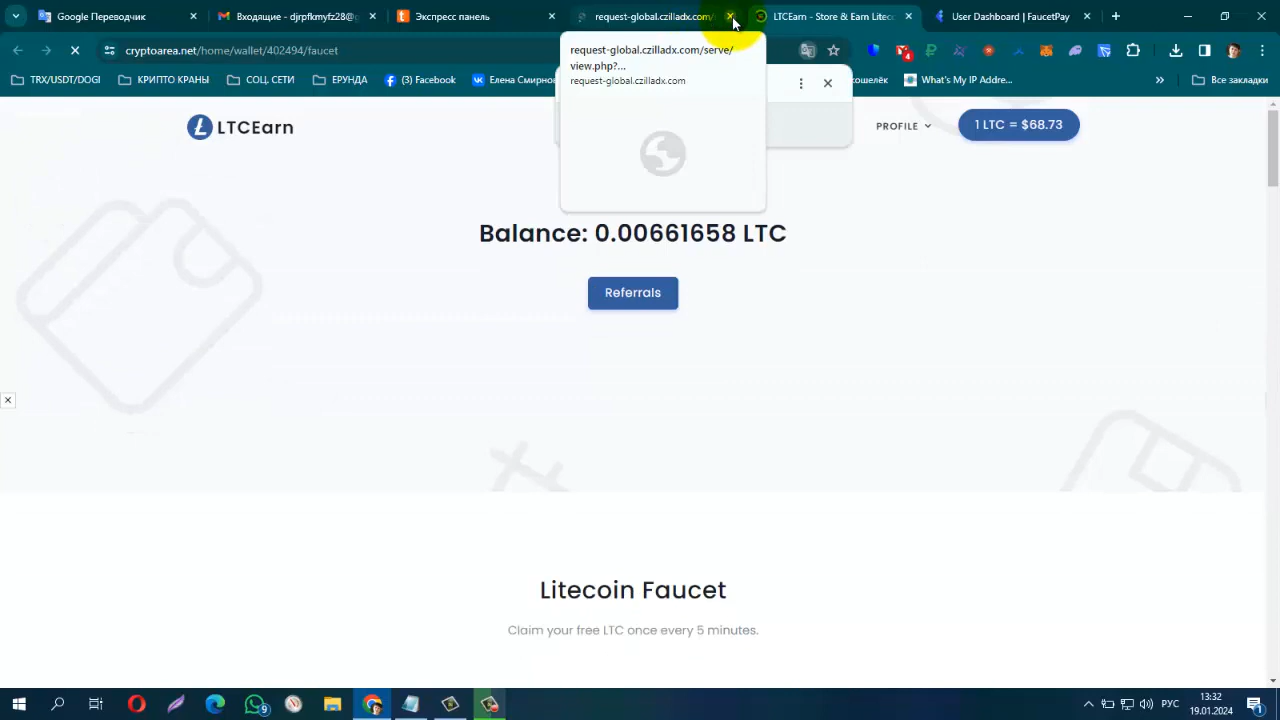 Google Переводчик
Входящие - djrpfkmyfz28@g
Экспресс панель
request-global.czilladx.com/
LTCEarn - Store & Earn Litec
User Dashboard | FaucetPay
cryptoarea.net/home/wallet/402494/faucet
4
TRX/USDT/DOGI
КРИПТО КРАНЫ
СОЦ. СЕТИ
ЕРУНДА
(3) Facebook
Елена Смирнов
кошелёк
What's My IP Addre...
Все закладки
request-global.czilladx.com/serve/
view.php?...
request-global.czilladx.com
LTCEarn
PROFILE
1 LTC = $68.73
Balance: 0.00661658 LTC
Referrals
Litecoin Faucet
Claim your free LTC once every 5 minutes.
9
РУС
13:32
19.01.2024
1